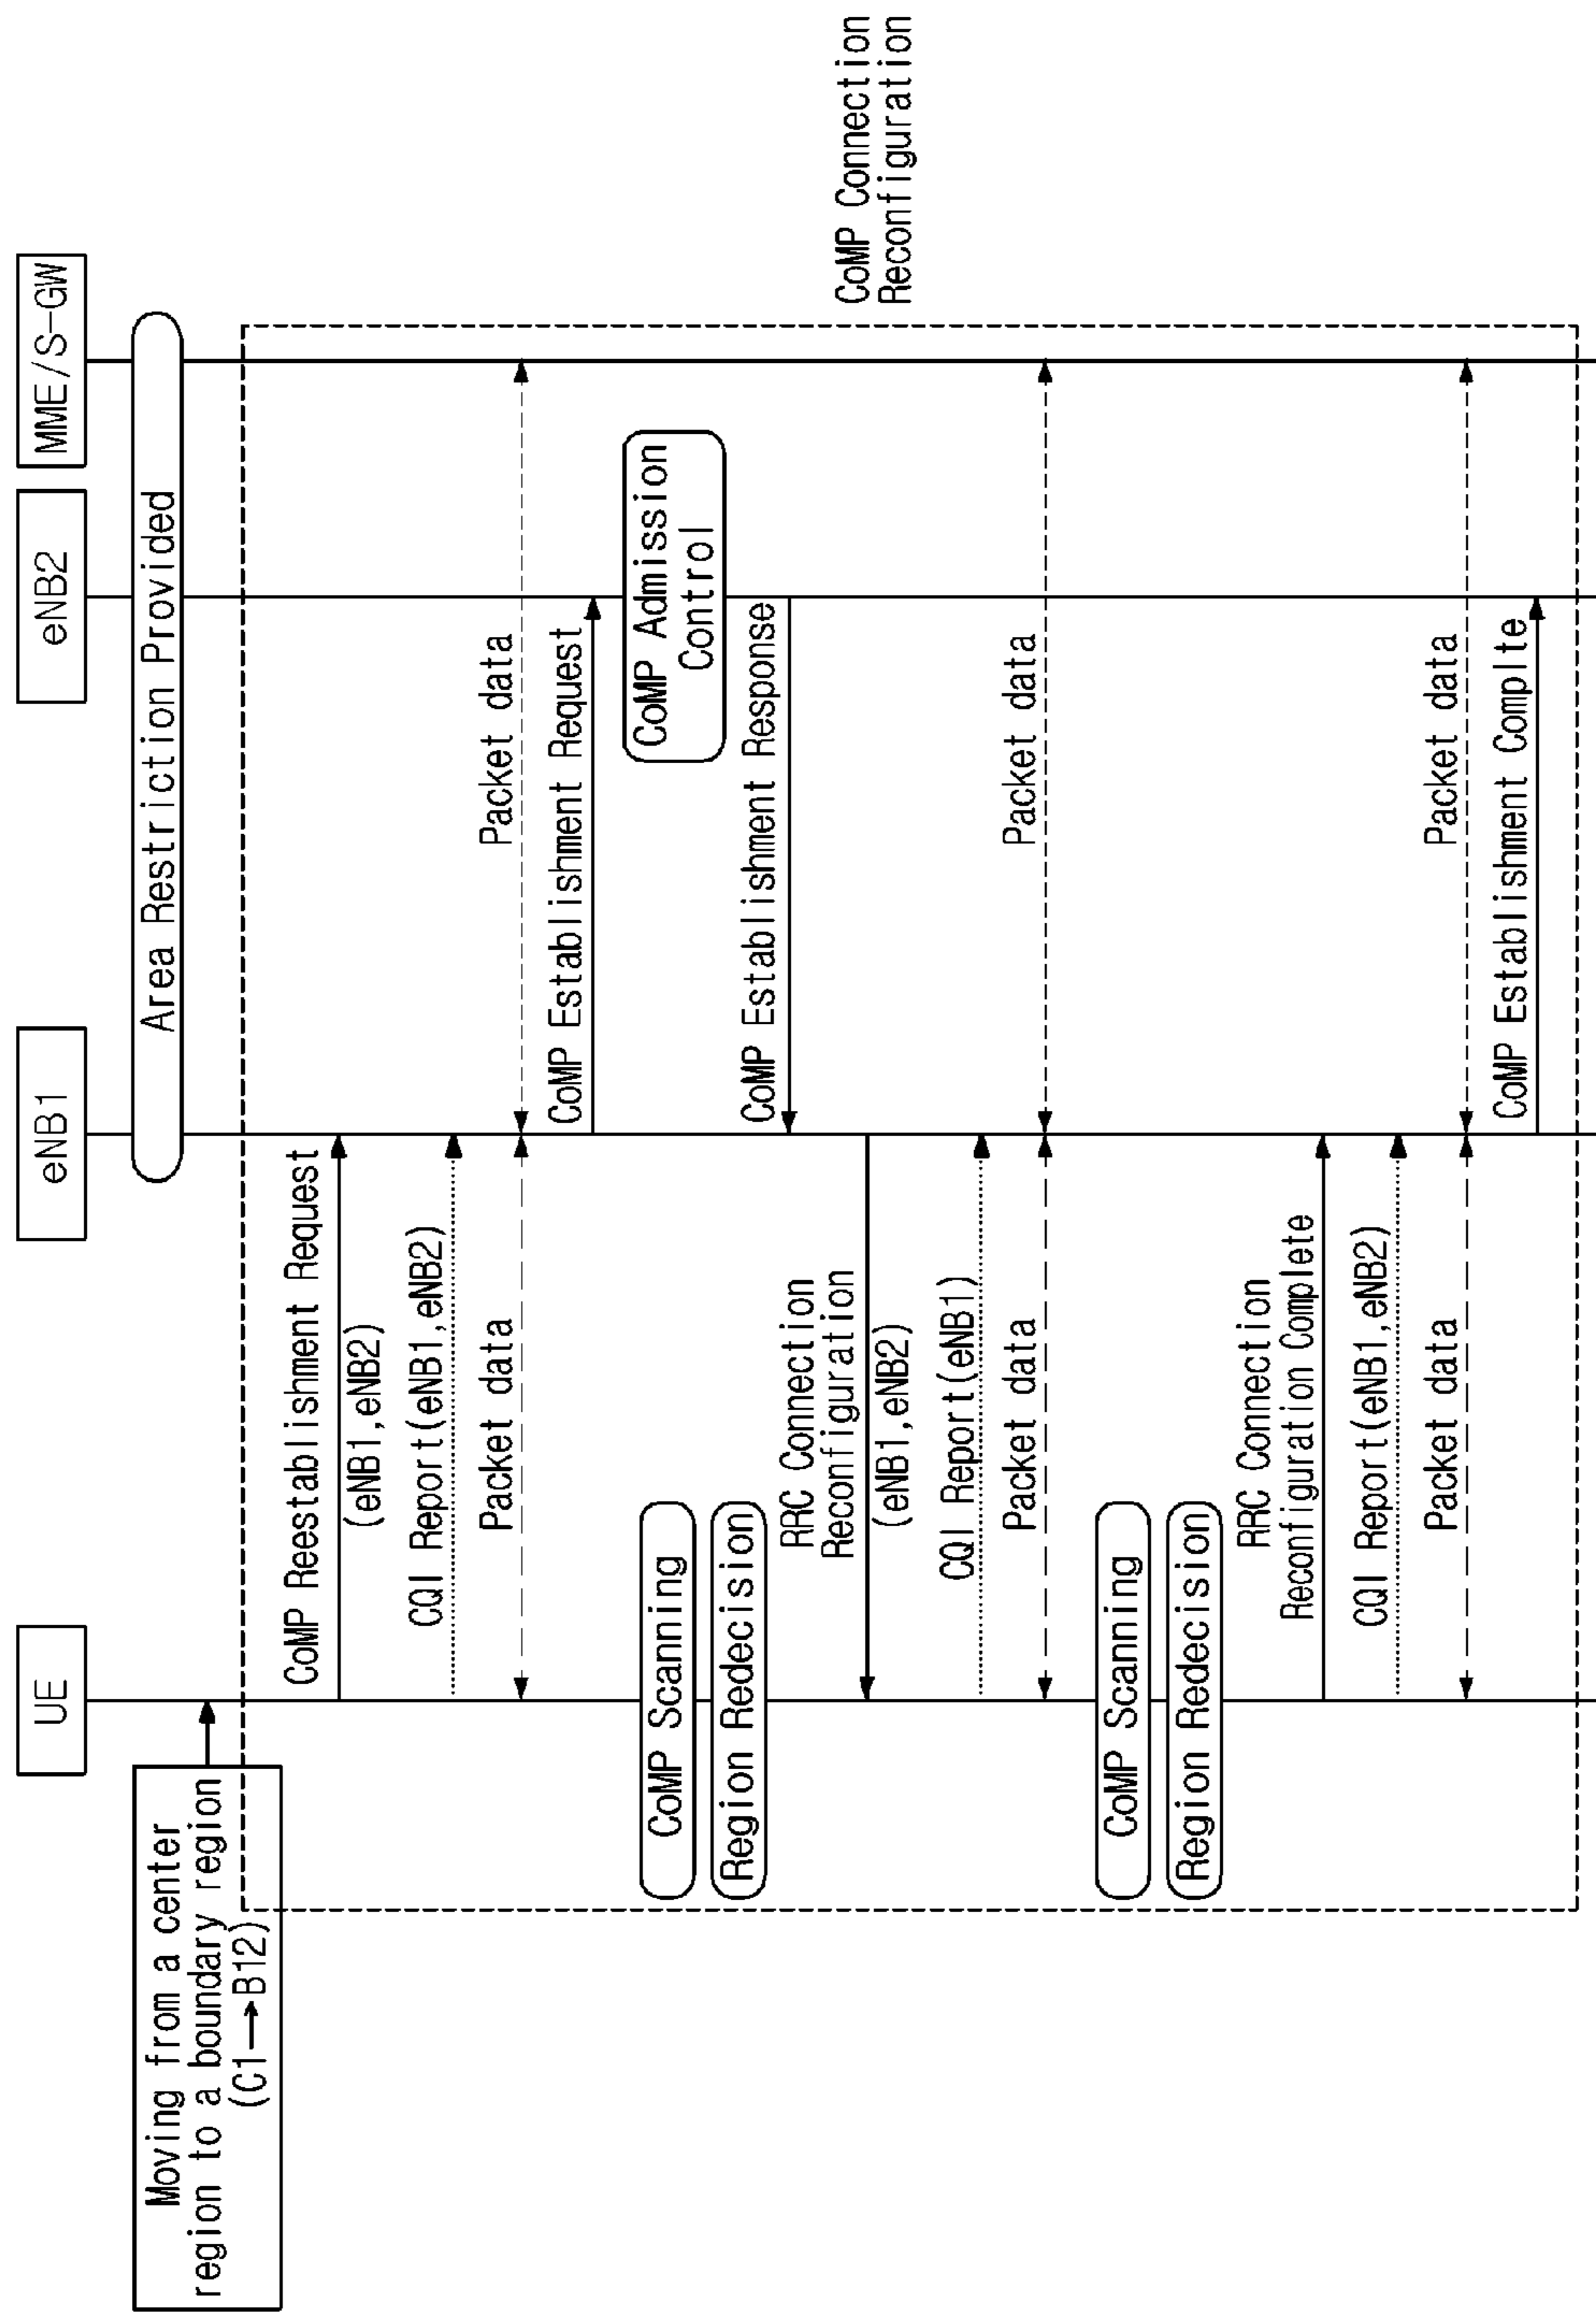 UE
eNB1
eNB2
MME/S-GW
Area Restriction Provided
Moving from a center
region to a boundary region
(C1→B12)
CoMP Reestablishment Request
(eNB1,eNB2)
CQI Report(eNB1,eNB2)
Packet data
Packet data
CoMP Establishment Request
CoMP Scanning
CoMP Admission
Control
Region Redecision
CoMP Establishment Response
RRC Connection
Reconfiguration
(eNB1,eNB2)
CoMP Connection
Reconfiguration
CQI Report(eNB1)
Packet data
Packet data
CoMP Scanning
Region Redecision
RRC Connection
Reconfiguration Complete
CQI Report(eNB1,eNB2)
Packet data
Packet data
CoMP Establishment Complte